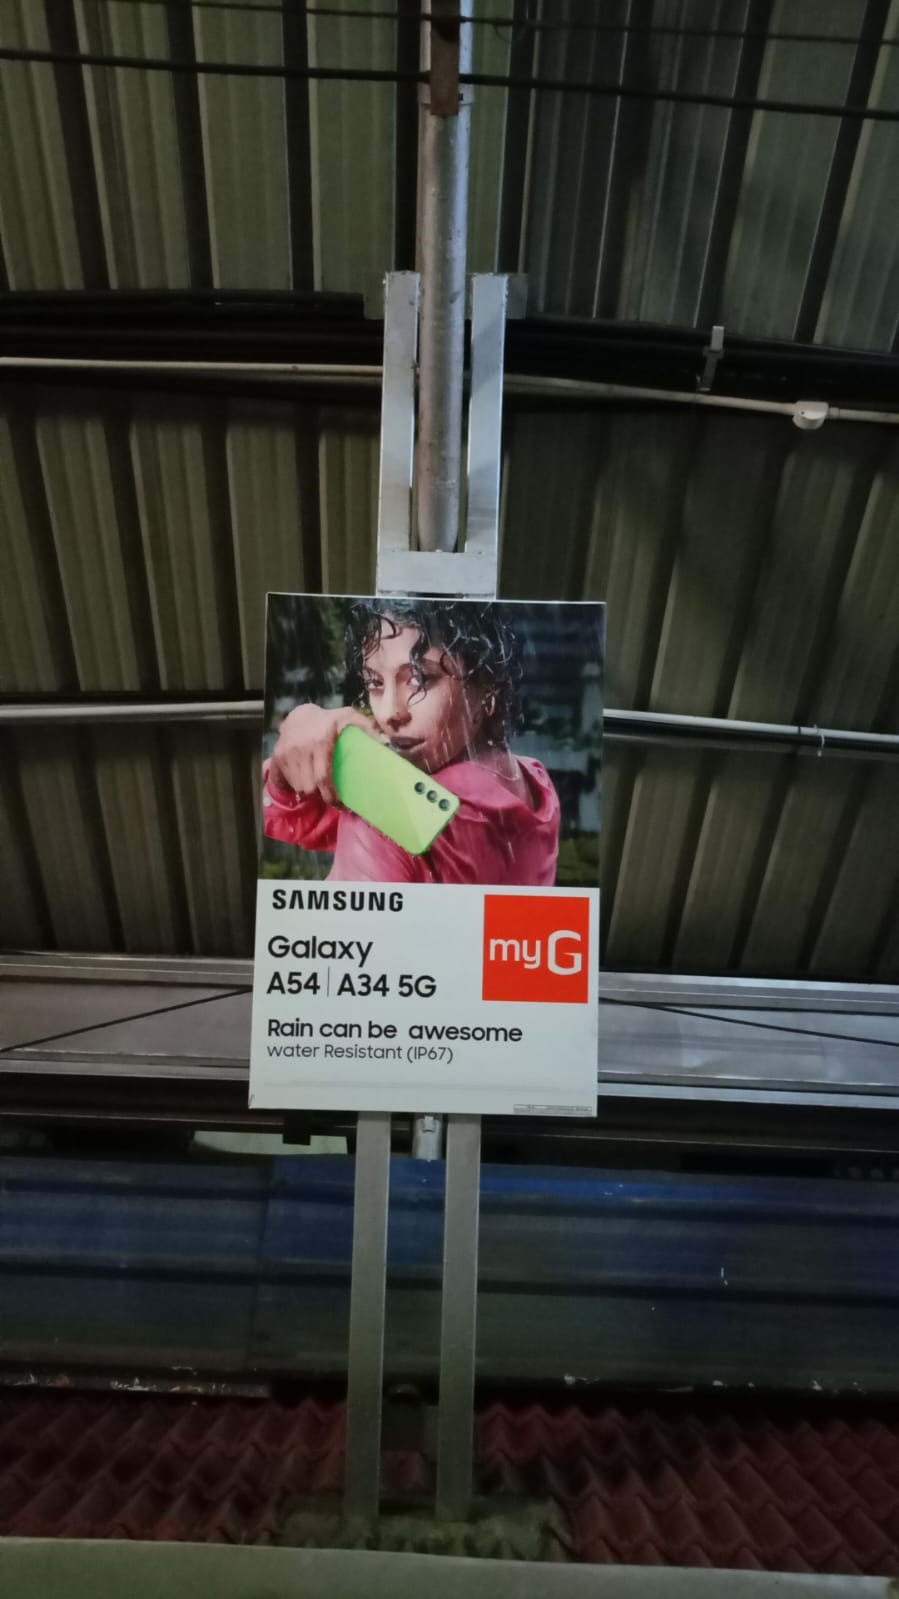 SAMSUNG
Galaxy
A54 | A34 5G
myG
Rain can be awesome
water Resistant (IP67)